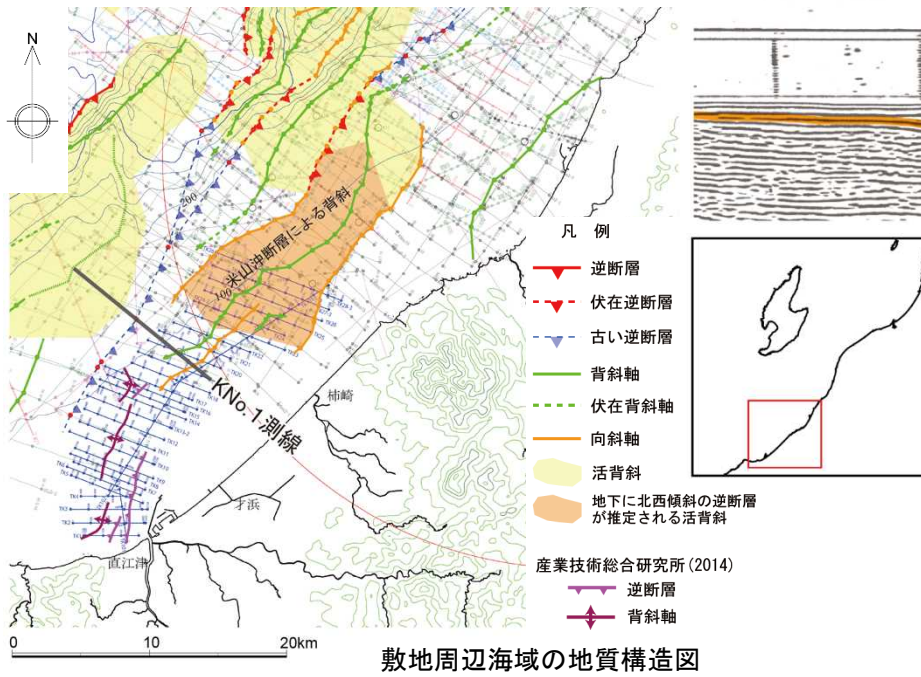 N
200
100
米山沖断層による背斜
KNo.1測線
柿崎
才浜
直江津
TK20
TK17
TK12
TK3
TK2
凡 例
逆断層
伏在逆断層
古い逆断層
背斜軸
伏在背斜軸
向斜軸
活背斜
地下に北西傾斜の逆断層
が推定される活背斜
産業技術総合研究所(2014)
逆断層
背斜軸
0 10 20km
敷地周辺海域の地質構造図